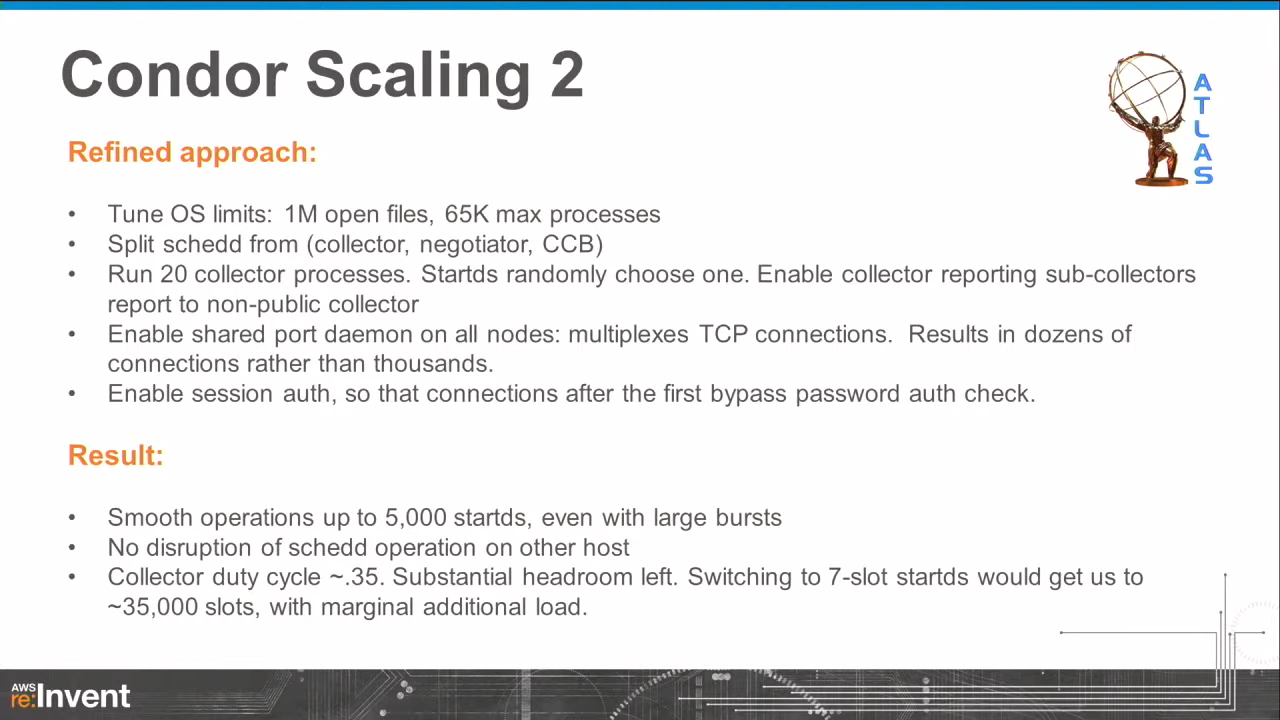 Condor Scaling 2
ATLAS
Refined approach:
• Tune OS limits: 1M open files, 65K max processes
• Split schedd from (collector, negotiator, CCB)
• Run 20 collector processes. Startds randomly choose one. Enable collector reporting sub-collectors
report to non-public collector
• Enable shared port daemon on all nodes: multiplexes TCP connections. Results in dozens of
connections rather than thousands.
• Enable session auth, so that connections after the first bypass password auth check.
Result:
• Smooth operations up to 5,000 startds, even with large bursts
• No disruption of schedd operation on other host
• Collector duty cycle ~.35. Substantial headroom left. Switching to 7-slot startds would get us to
~35,000 slots, with marginal additional load.
AWS
re:Invent